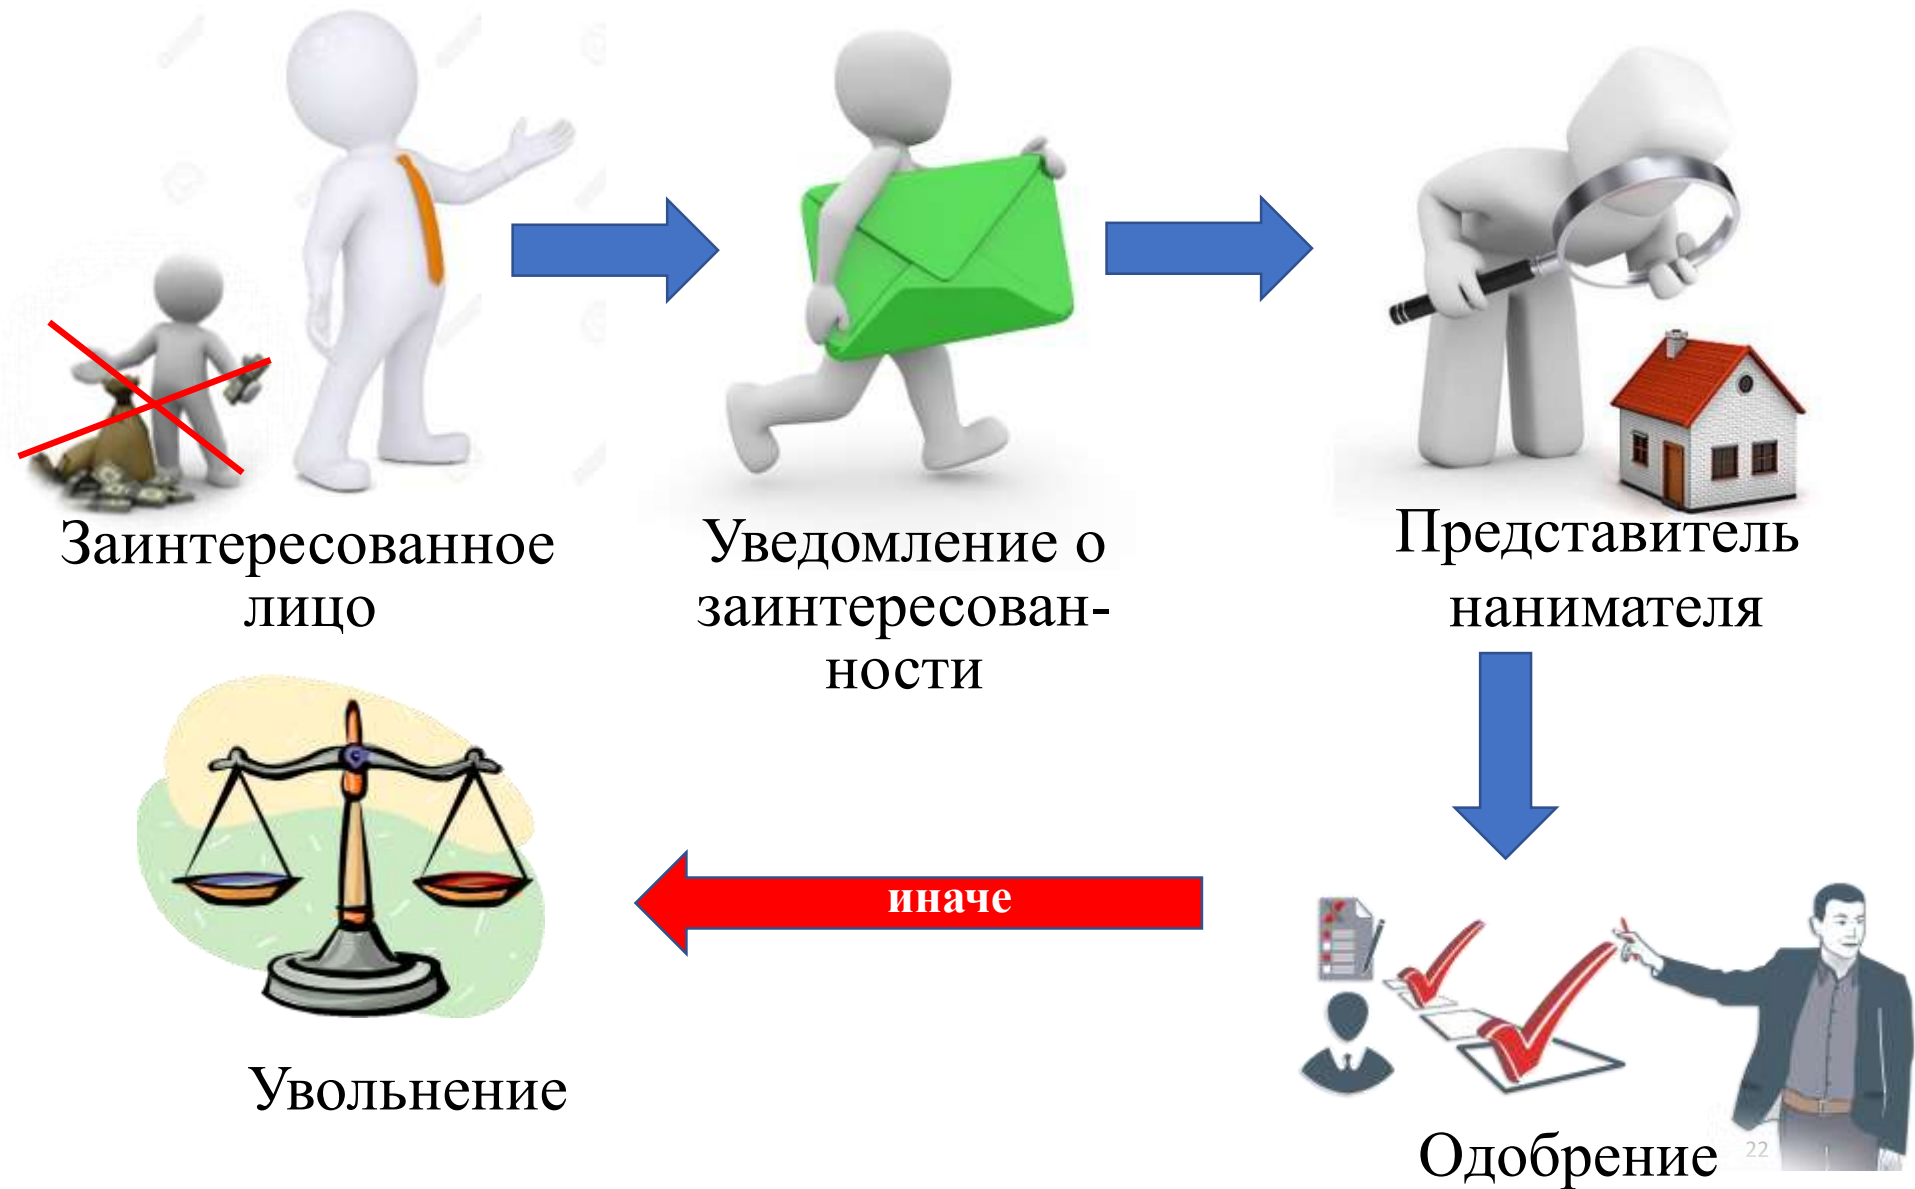 Заинтересованное
лицо
Уведомление о
заинтересован-
ности
Представитель
нанимателя
иначе
Увольнение
Одобрение
22